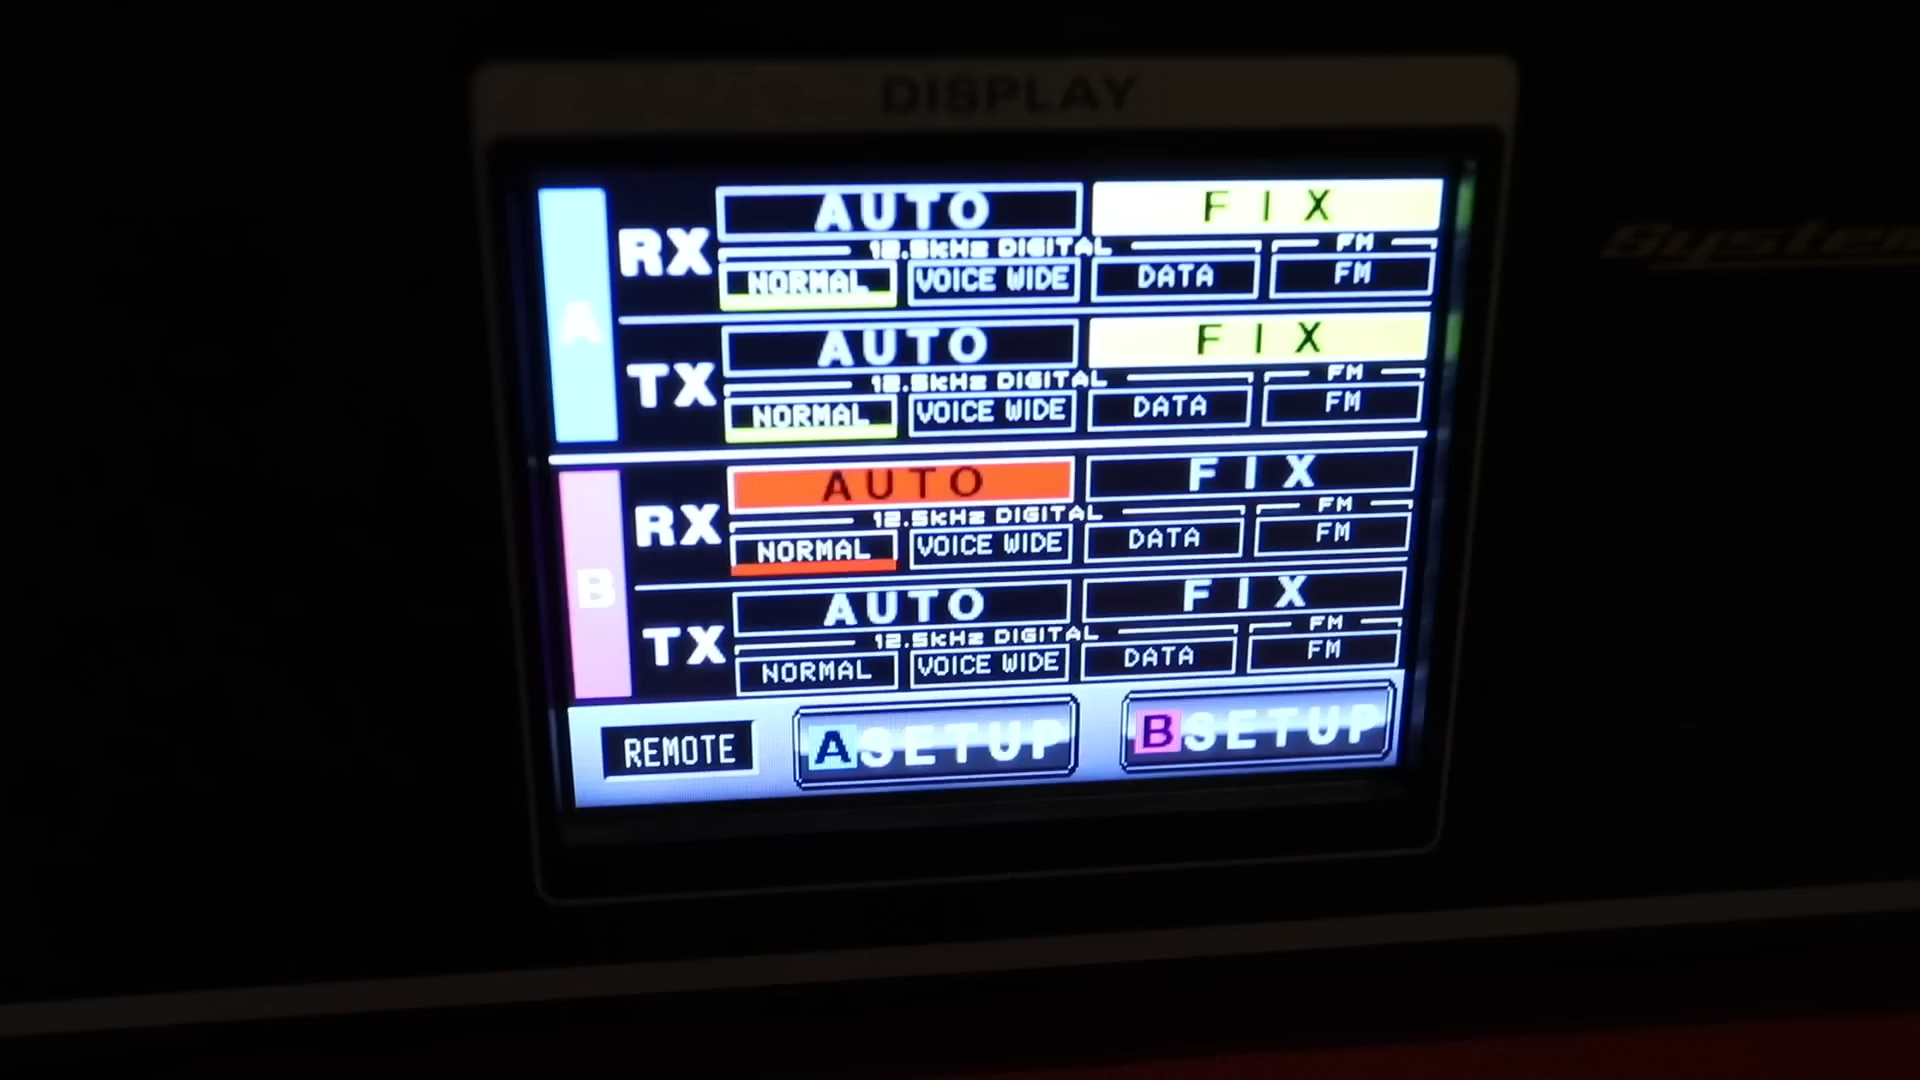 DISPLAY
System
A
RX
AUTO
FIX
12.5kHz DIGITAL
FM
NORMAL
VOICE WIDE
DATA
FM
TX
AUTO
FIX
12.5kHz DIGITAL
FM
NORMAL
VOICE WIDE
DATA
FM
B
RX
AUTO
FIX
12.5kHz DIGITAL
FM
NORMAL
VOICE WIDE
DATA
FM
TX
AUTO
FIX
12.5kHz DIGITAL
FM
NORMAL
VOICE WIDE
DATA
FM
REMOTE
A SETUP
B SETUP